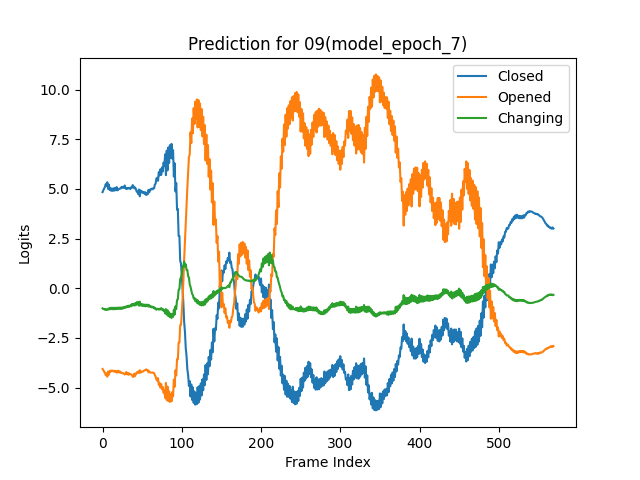 Prediction for 09(model_epoch_7)
Closed
Opened
Changing
Logits
10.0
7.5
5.0
2.5
0.0
−2.5
−5.0
0
100
200
300
400
500
Frame Index